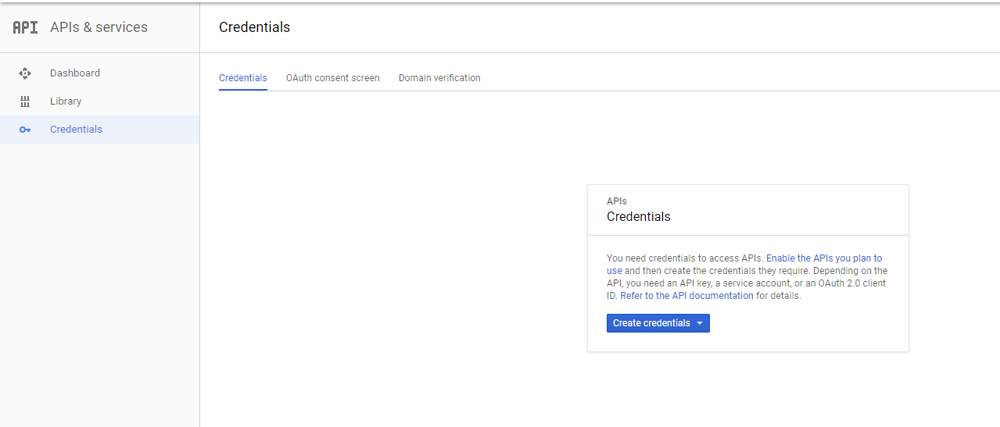 API APIs & services
Credentials
Dashboard
Library
Credentials
Credentials OAuth consent screen Domain verification
APIs
Credentials
You need credentials to access APIs. Enable the APIs you plan to
use and then create the credentials they require. Depending on the
API, you need an API key, a service account, or an OAuth 2.0 client
ID. Refer to the API documentation for details.
Create credentials